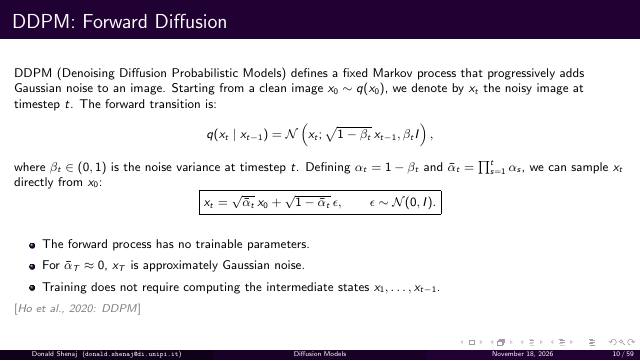 DDPM: Forward Diffusion
DDPM (Denoising Diffusion Probabilistic Models) defines a fixed Markov process that progressively adds
Gaussian noise to an image. Starting from a clean image x₀ ∼ q(x₀), we denote by xₜ the noisy image at
timestep t. The forward transition is:
q(xₜ | xₜ₋₁) = 𝒩(xₜ; √(1 − βₜ) xₜ₋₁, βₜI),
where βₜ ∈ (0, 1) is the noise variance at timestep t. Defining αₜ = 1 − βₜ and ᾱₜ = ∏ₛ₌₁ᵗ αₛ, we can sample xₜ
directly from x₀:
xₜ = √ᾱₜ x₀ + √(1 − ᾱₜ) ϵ, ϵ ∼ 𝒩(0, I).
• The forward process has no trainable parameters.
• For ᾱ_T ≈ 0, x_T is approximately Gaussian noise.
• Training does not require computing the intermediate states x₁, . . . , xₜ₋₁.
[Ho et al., 2020: DDPM]
Donald Shenaj (donald.shenaj@di.unipi.it) Diffusion Models November 18, 2026 10 / 59